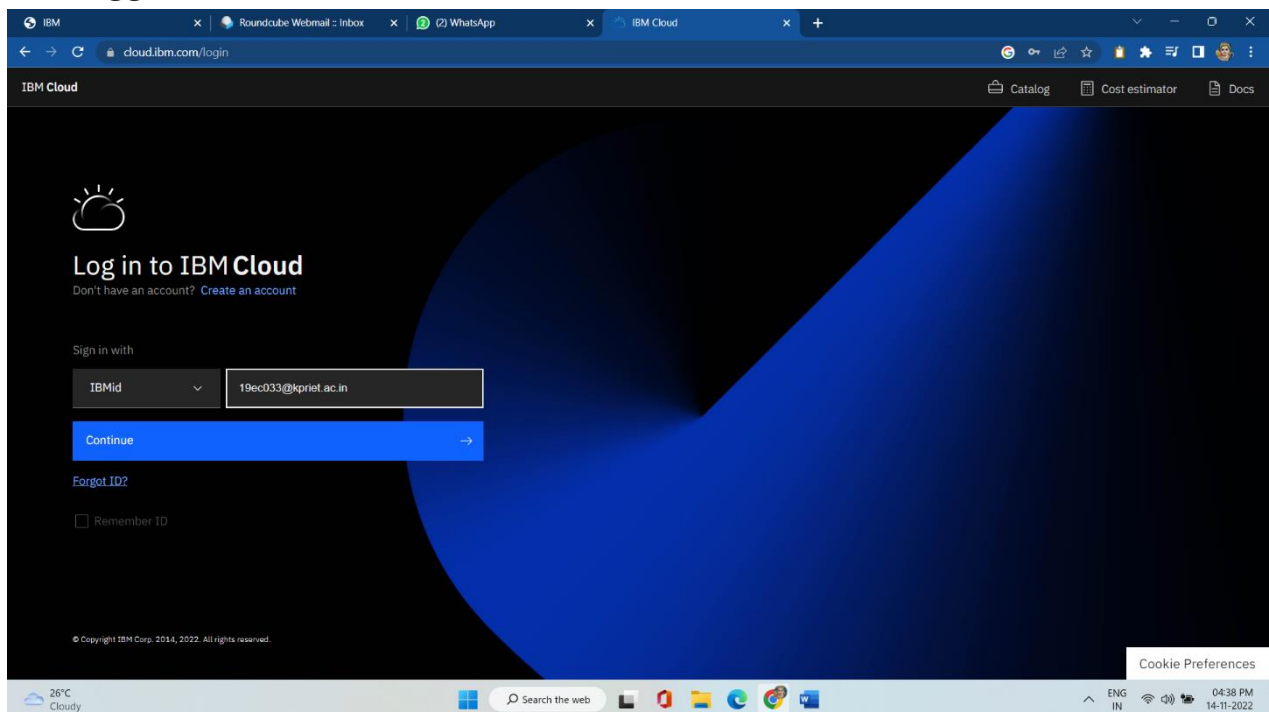 IBM
Roundcube Webmail :: Inbox
(2) WhatsApp
IBM Cloud
cloud.ibm.com/login
IBM Cloud
Catalog
Cost estimator
Docs
Log in to IBM Cloud
Don't have an account? Create an account
Sign in with
IBMid
19ec033@kpriet.ac.in
Continue
Forgot ID?
Remember ID
© Copyright IBM Corp. 2014, 2022. All rights reserved.
Cookie Preferences
26°C
Cloudy
Search the web
ENG
IN
04:38 PM
14-11-2022